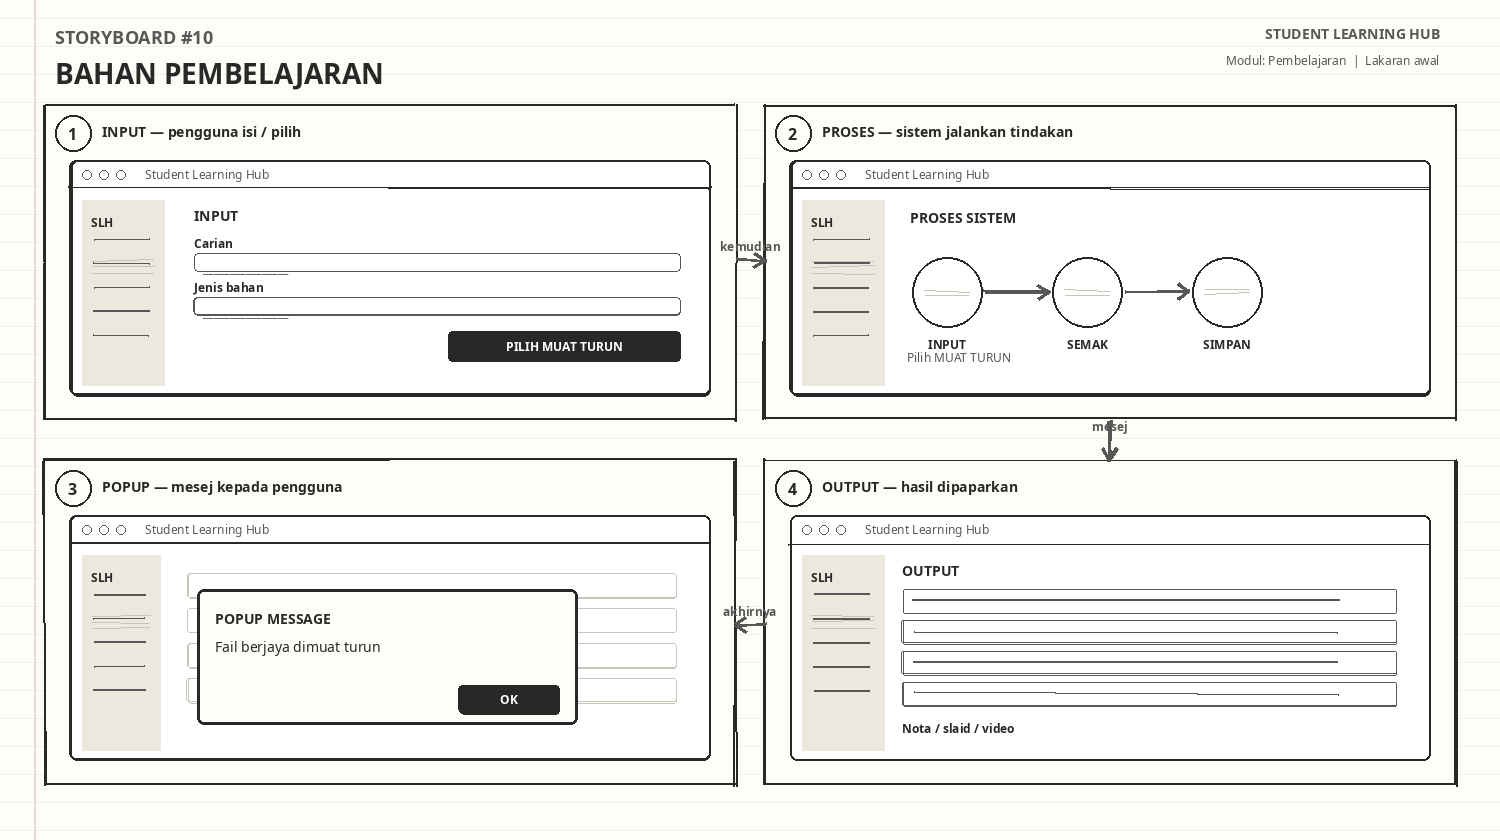 STORYBOARD #10
BAHAN PEMBELAJARAN
STUDENT LEARNING HUB
Modul: Pembelajaran | Lakaran awal
1
INPUT — pengguna isi / pilih
Student Learning Hub
SLH
INPUT
Carian
Jenis bahan
PILIH MUAT TURUN
kemudian
2
PROSES — sistem jalankan tindakan
Student Learning Hub
SLH
PROSES SISTEM
INPUT
SEMAK
SIMPAN
Pilih MUAT TURUN
mesej
3
POPUP — mesej kepada pengguna
Student Learning Hub
SLH
POPUP MESSAGE
Fail berjaya dimuat turun
OK
akhirnya
4
OUTPUT — hasil dipaparkan
Student Learning Hub
SLH
OUTPUT
Nota / slaid / video